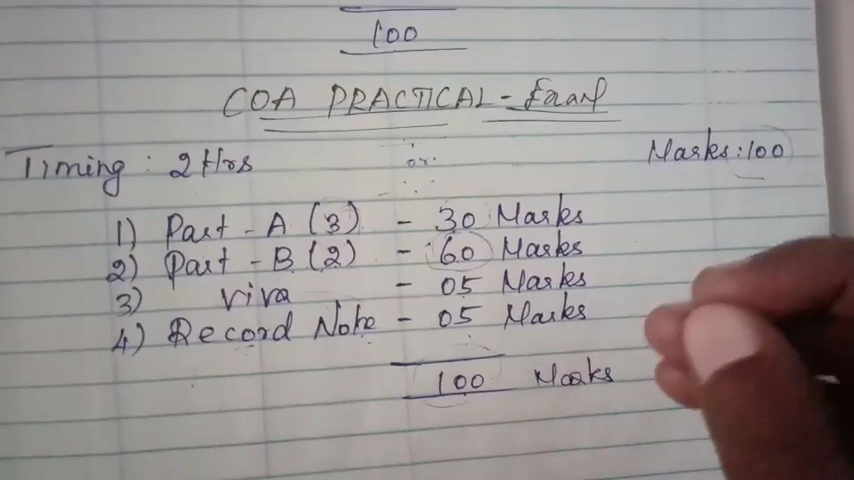 100
COA PRACTICAL - Exam
Timing : 2 Hrs
or
Marks : 100
1) Part - A (3) - 30 Marks
2) Part - B (2) - 60 Marks
3) viva - 05 Marks
4) Record Note - 05 Marks
100 Marks